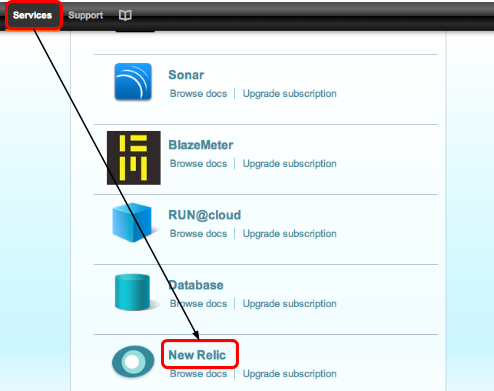 Services Support
Sonar
Browse docs | Upgrade subscription
BlazeMeter
Browse docs | Upgrade subscription
RUN@cloud
Browse docs | Upgrade subscription
Database
Browse docs | Upgrade subscription
New Relic
Browse docs | Upgrade subscription